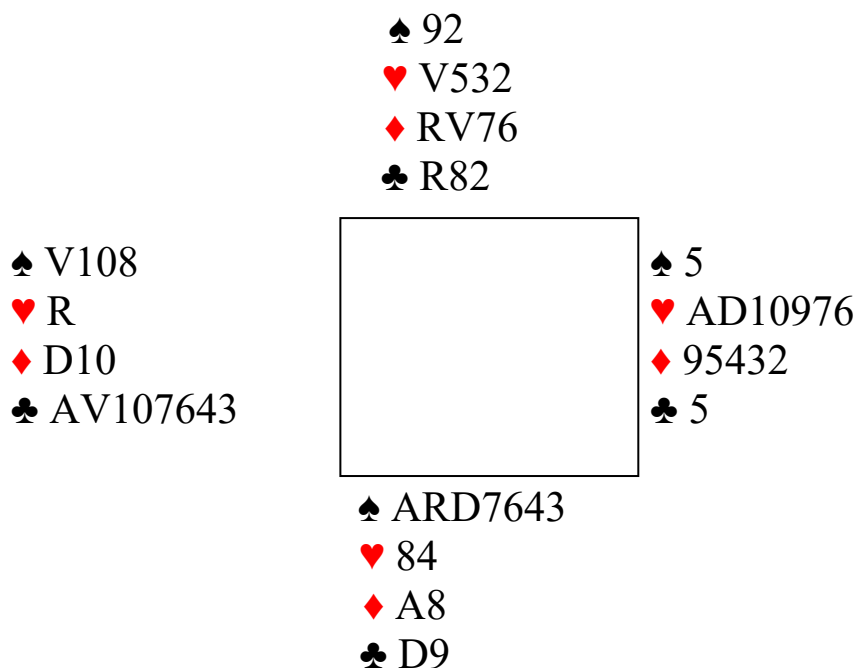 ♠ 92
♥ V532
♦ RV76
♣ R82
♠ V108
♥ R
♦ D10
♣ AV107643
♠ 5
♥ AD10976
♦ 95432
♣ 5
♠ ARD7643
♥ 84
♦ A8
♣ D9